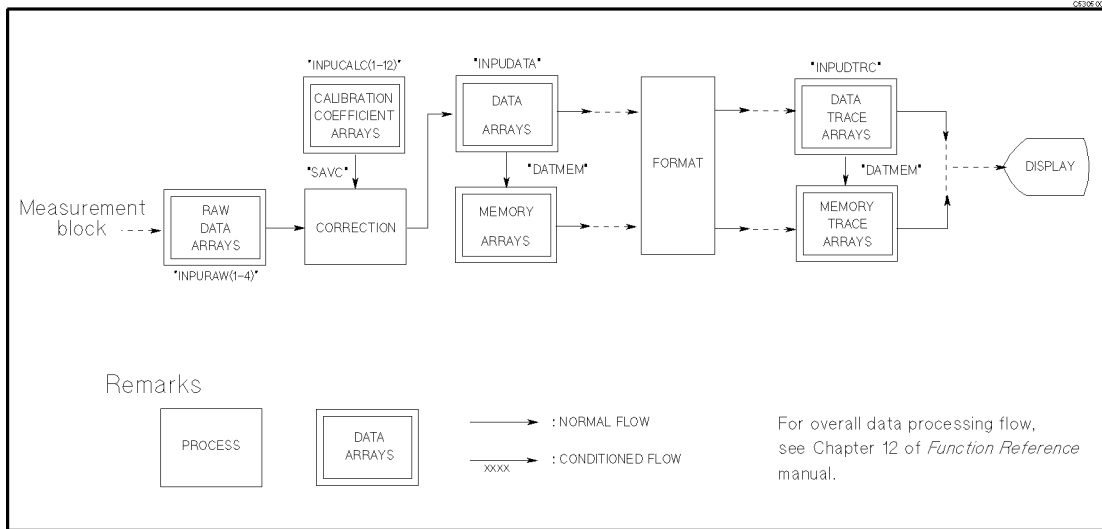 C5305 00
"INPUCALC(1-12)"
"INPUDATA"
"INPUDTRC"
CALIBRATION
COEFFICIENT
ARRAYS
DATA
ARRAYS
FORMAT
DATA
TRACE
ARRAYS
"SAVC"
"DATMEM"
"DATMEM"
DISPLAY
Measurement
block
RAW
DATA
ARRAYS
CORRECTION
MEMORY
ARRAYS
MEMORY
TRACE
ARRAYS
"INPURAW(1-4)"
Remarks
PROCESS
DATA
ARRAYS
: NORMAL FLOW
XXXX
: CONDITIONED FLOW
For overall data processing flow,
see Chapter 12 of Function Reference
manual.